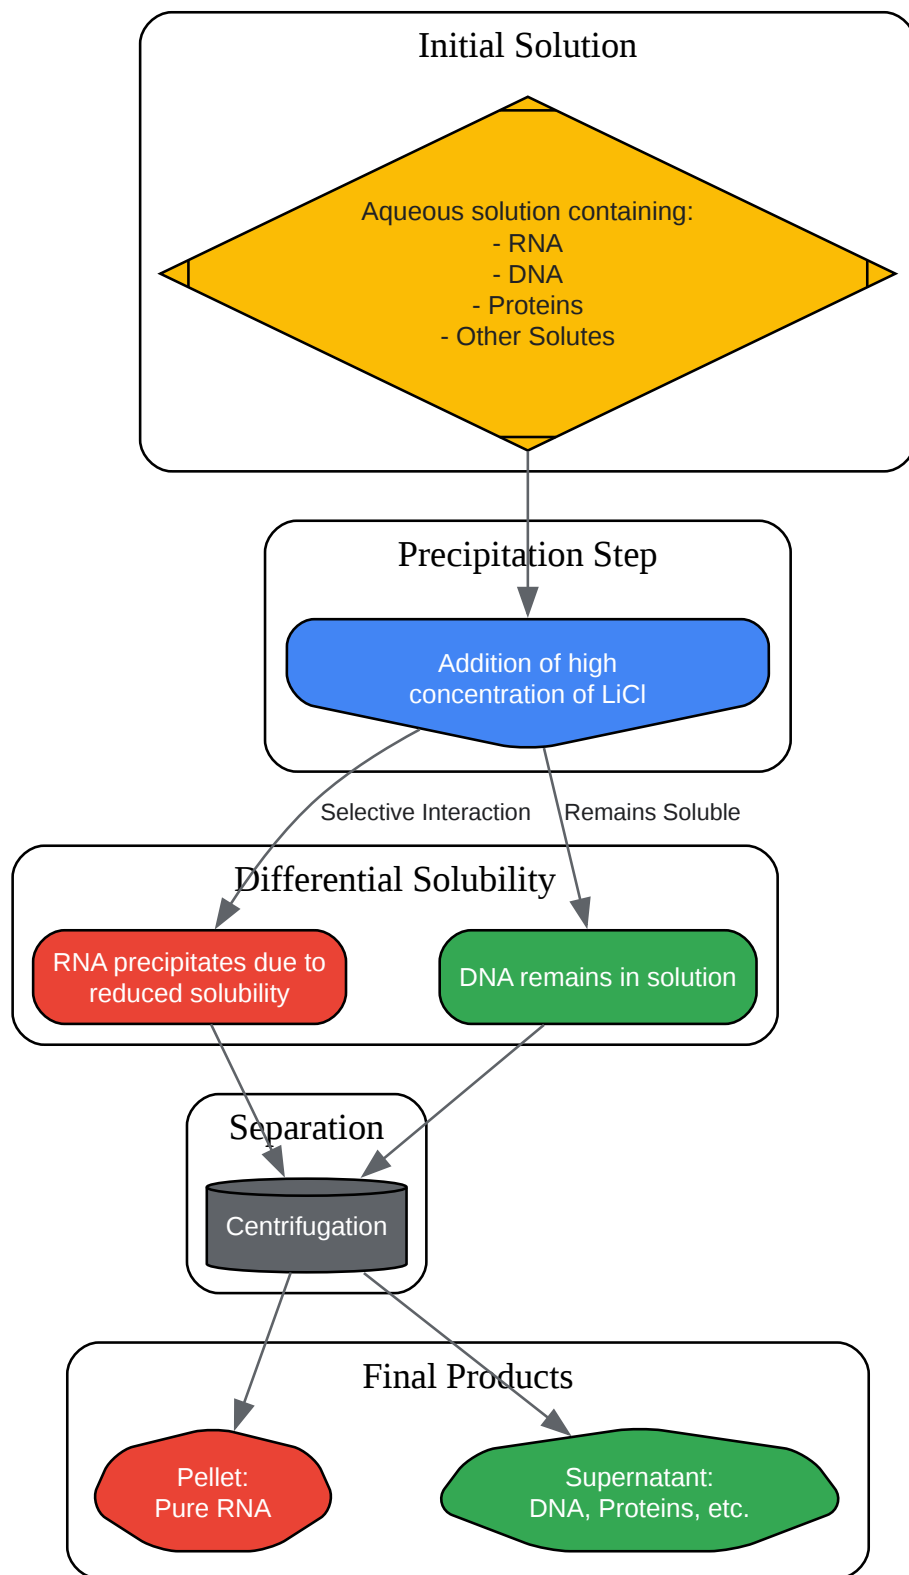 Initial Solution
Aqueous solution containing:
- RNA
- DNA
- Proteins
- Other Solutes
Precipitation Step
Addition of high
concentration of LiCl
Selective Interaction
Remains Soluble
Differential Solubility
RNA precipitates due to
reduced solubility
DNA remains in solution
Separation
Centrifugation
Final Products
Pellet:
Pure RNA
Supernatant:
DNA, Proteins, etc.